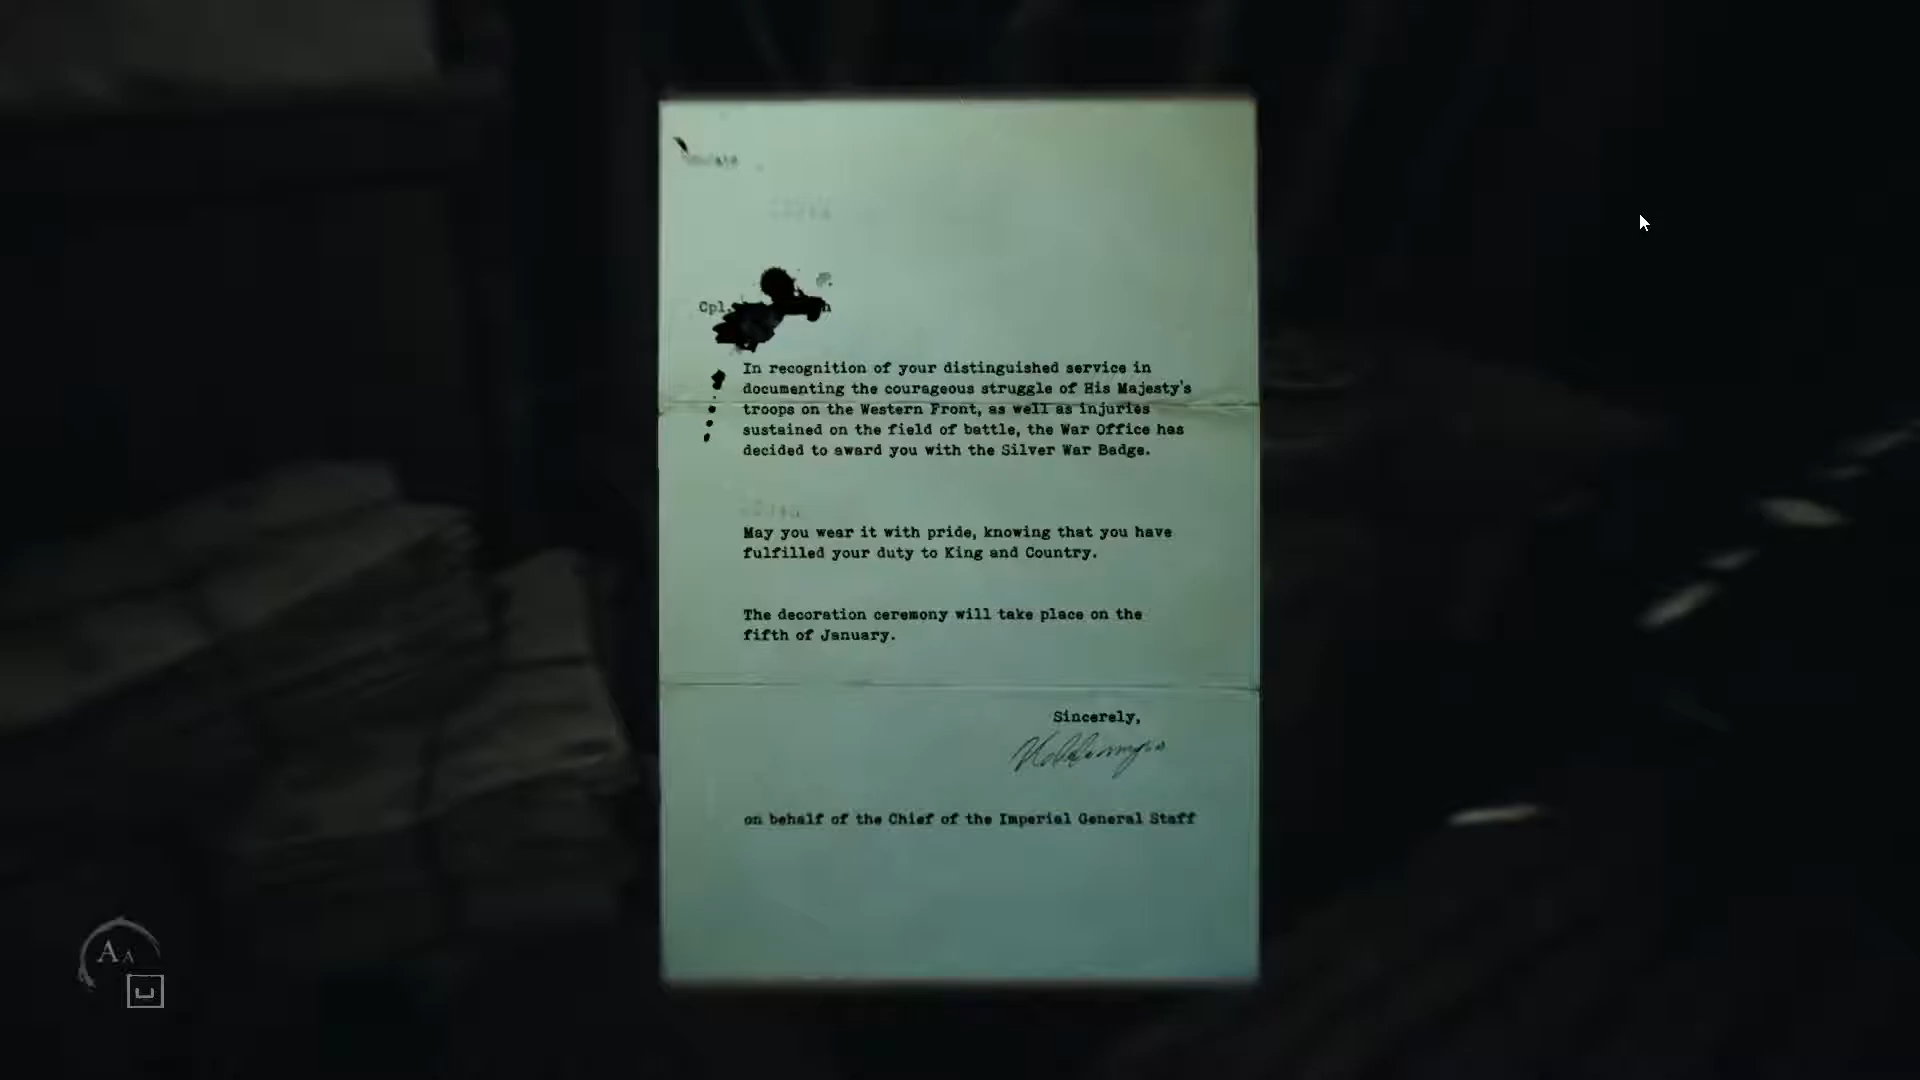 Cpl.
In recognition of your distinguished service in
documenting the courageous struggle of His Majesty's
troops on the Western Front, as well as injuries
sustained on the field of battle, the War Office has
decided to award you with the Silver War Badge.
May you wear it with pride, knowing that you have
fulfilled your duty to King and Country.
The decoration ceremony will take place on the
fifth of January.
Sincerely,
on behalf of the Chief of the Imperial General Staff
A A